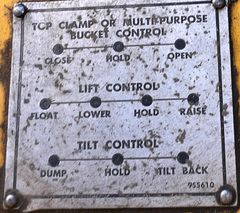 TOP CLAMP OR MULTI-PURPOSE
BUCKET CONTROL
CLOSE HOLD OPEN
LIFT CONTROL
FLOAT LOWER HOLD RAISE
TILT CONTROL
DUMP HOLD TILT BACK
955610